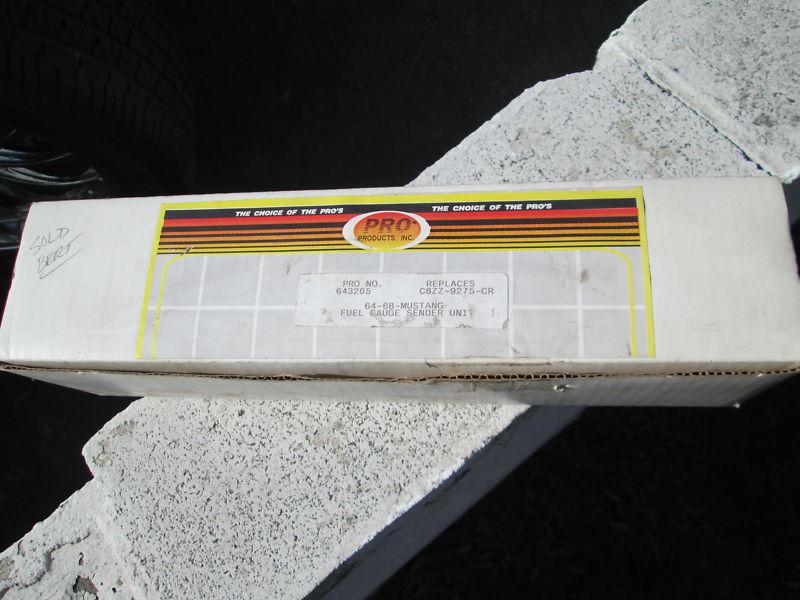 THE CHOICE OF THE PRO'S
THE CHOICE OF THE PRO'S
PRO
PRODUCTS, INC.
SOLD
BERT
PRO NO. REPLACES
643205 C8ZZ-9275-CR
64-68-MUSTANG
FUEL GAUGE SENDER UNIT